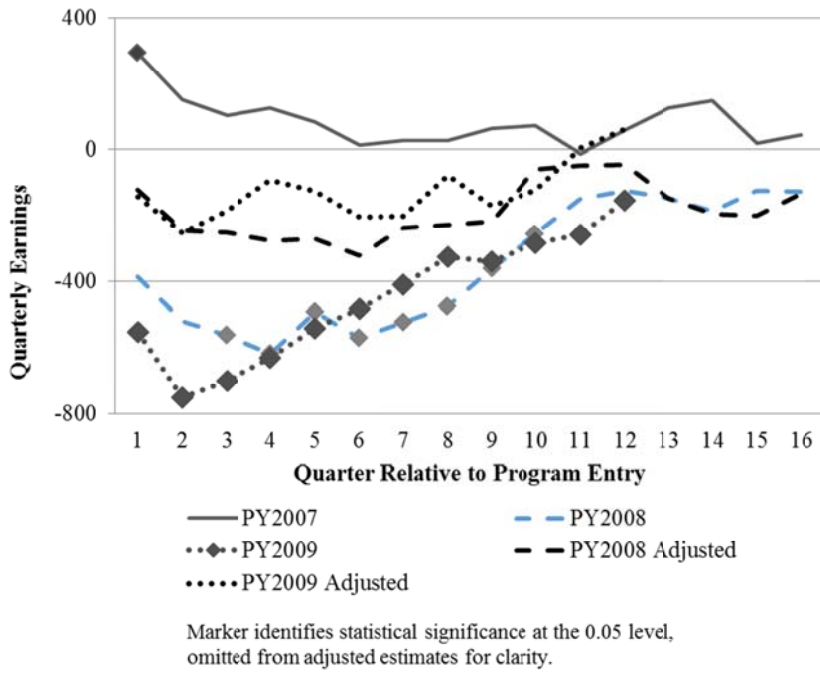 400
0
-400
-800
Quarterly Earnings
1 2 3 4 5 6 7 8 9 10 11 12 13 14 15 16
Quarter Relative to Program Entry
PY2007 PY2008
PY2009 PY2008 Adjusted
PY2009 Adjusted
Marker identifies statistical significance at the 0.05 level,
omitted from adjusted estimates for clarity.